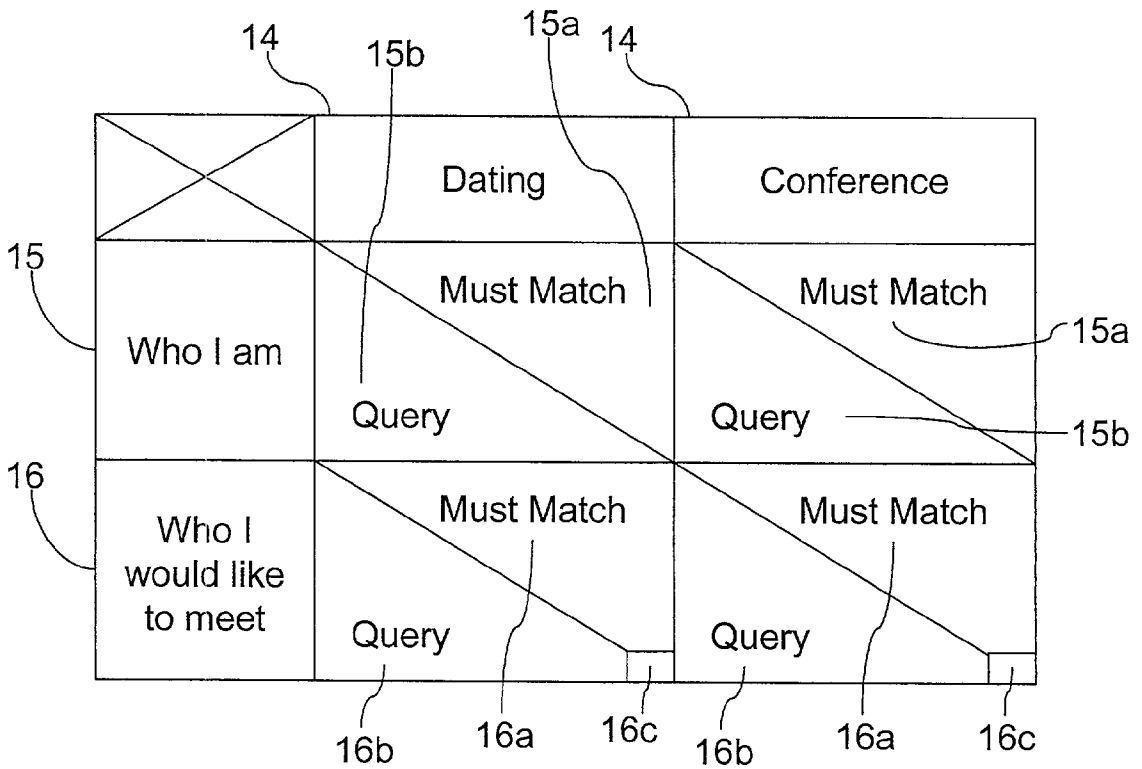 14
15b
15a
14
Dating
Conference
15
Who I am
Must Match
Query
Must Match
Query
15a
15b
16
Who I
would like
to meet
Must Match
Query
Must Match
Query
16b
16a
16c
16b
16a
16c